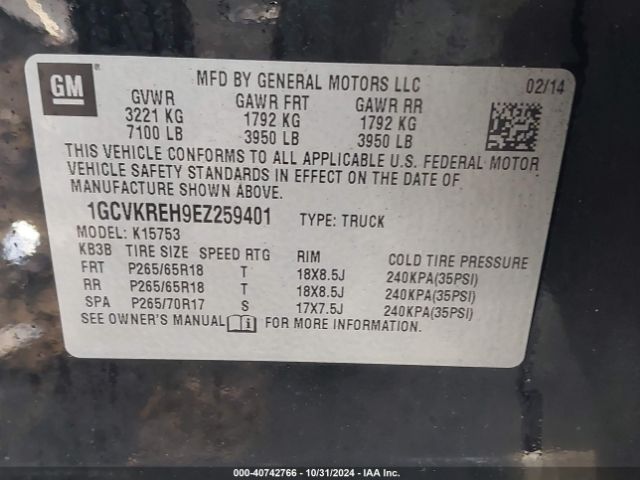 GM
MFD BY GENERAL MOTORS LLC 02/14
GVWR GAWR FRT GAWR RR
3221 KG 1792 KG 1792 KG
7100 LB 3950 LB 3950 LB
THIS VEHICLE CONFORMS TO ALL APPLICABLE U.S. FEDERAL MOTOR
VEHICLE SAFETY STANDARDS IN EFFECT ON THE DATE OF
MANUFACTURE SHOWN ABOVE.
1GCVKREH9EZ259401 TYPE: TRUCK
MODEL: K15753
KB3B TIRE SIZE SPEED RTG RIM COLD TIRE PRESSURE
FRT P265/65R18 T 18X8.5J 240KPA(35PSI)
RR P265/65R18 T 18X8.5J 240KPA(35PSI)
SPA P265/70R17 S 17X7.5J 240KPA(35PSI)
SEE OWNER'S MANUAL FOR MORE INFORMATION.
000-40742766 - 10/31/2024 - IAA Inc.